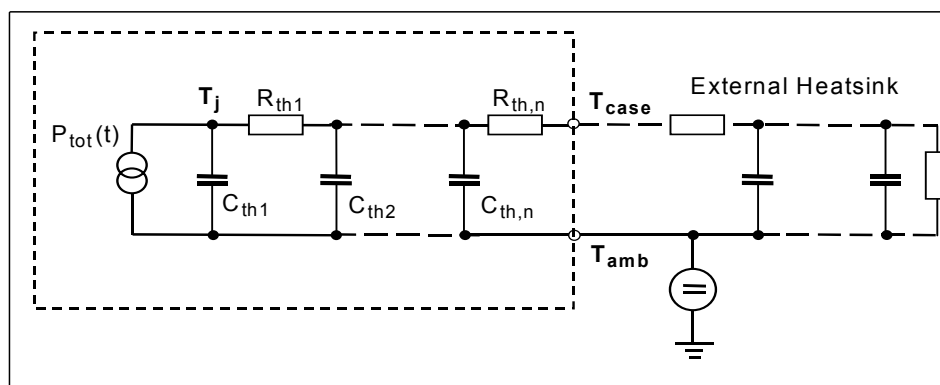 External Heatsink
T_j
R_th1
R_th,n
T_case
P_tot(t)
C_th1
C_th2
C_th,n
T_amb